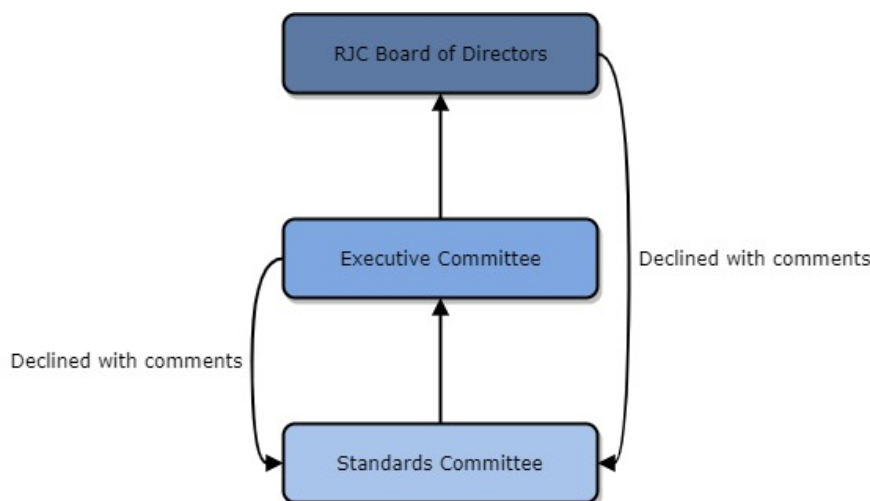 RJC Board of Directors
Executive Committee
Declined with comments
Declined with comments
Standards Committee